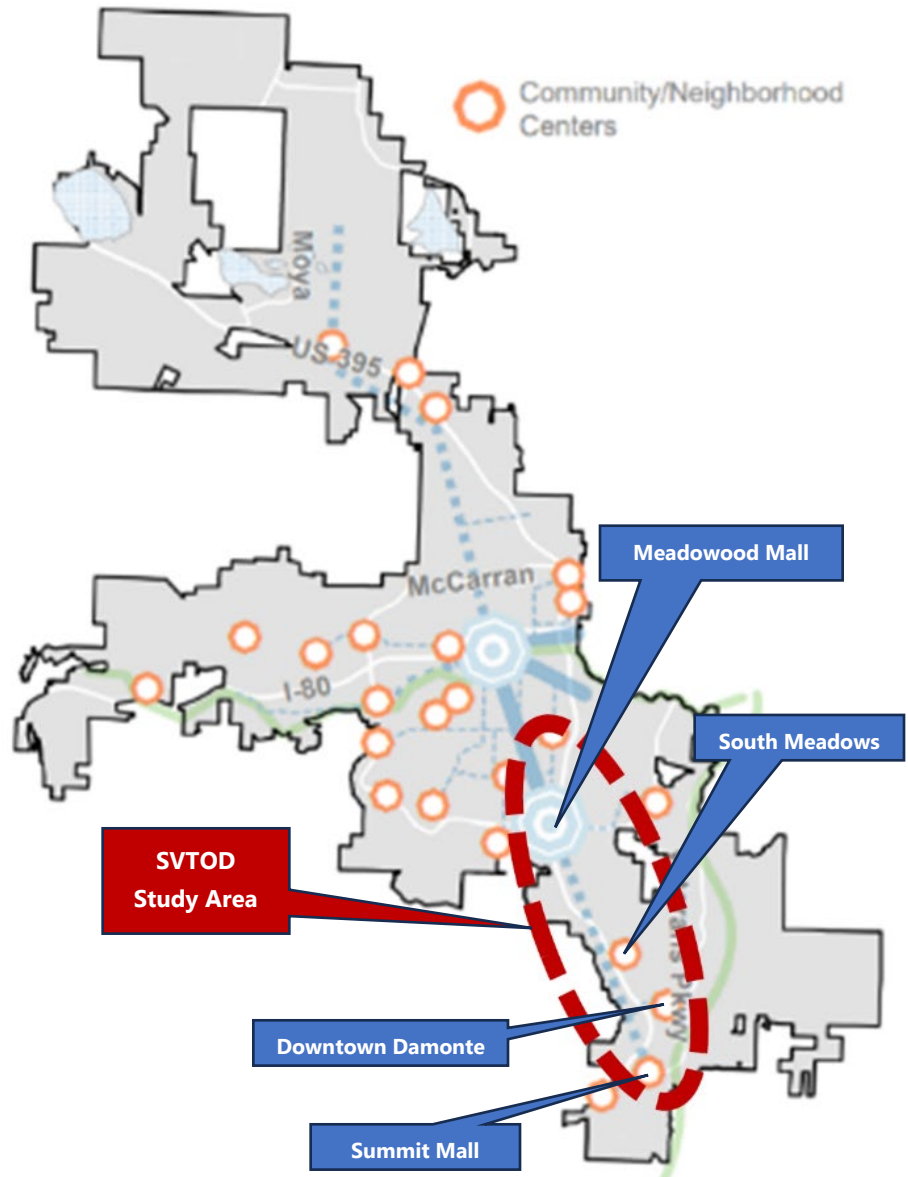 Community/Neighborhood
Centers
Moya
US 395
Meadowood Mall
McCarran
I-80
South Meadows
SVTOD
Study Area
Pkwy
Downtown Damonte
Summit Mall